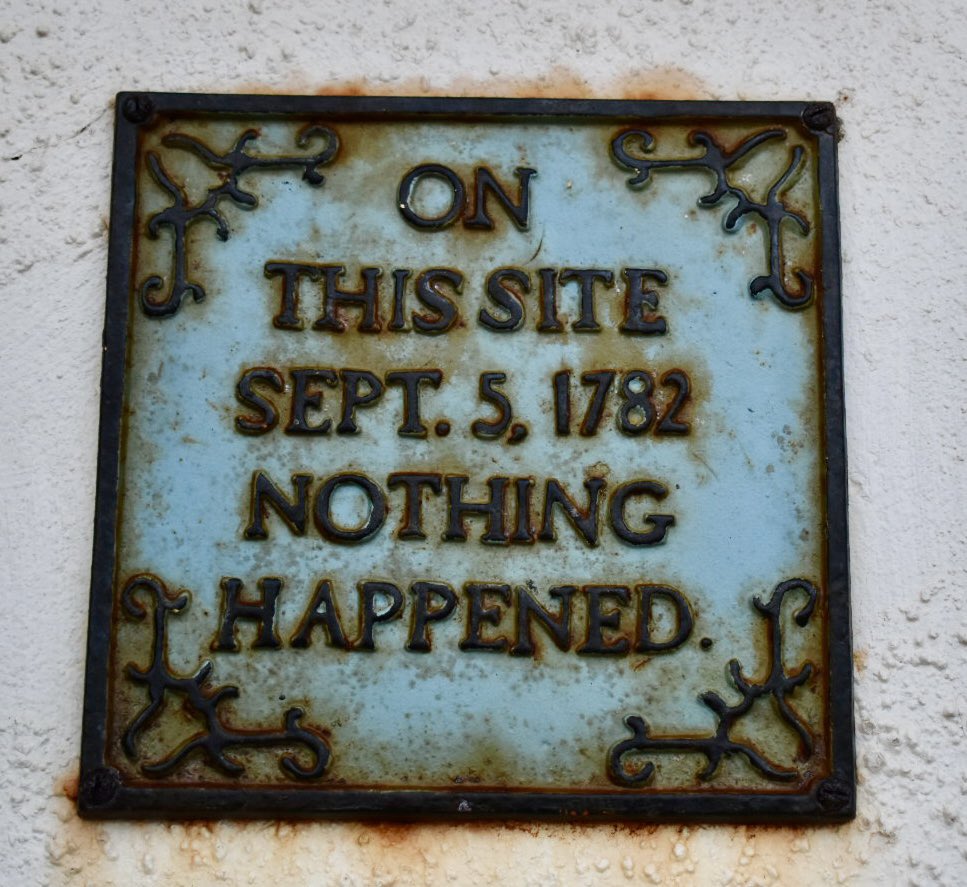 ON
THIS SITE
SEPT. 5, 1782
NOTHING
HAPPENED.